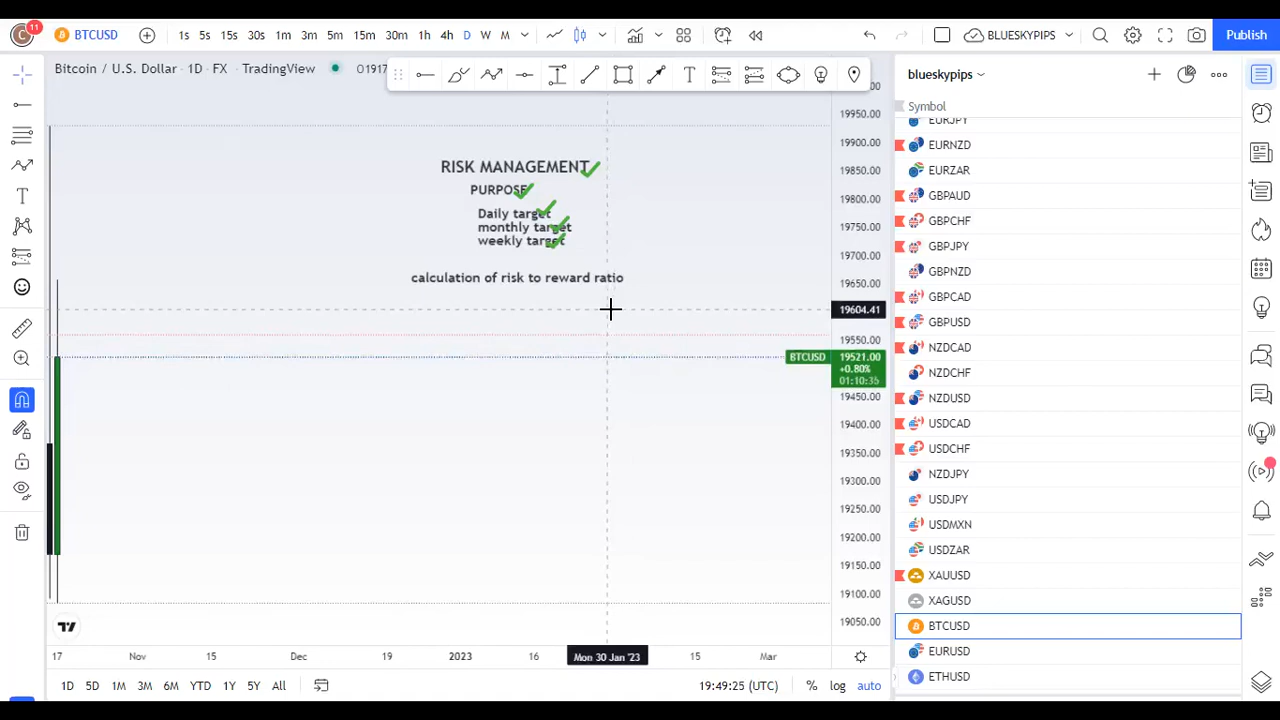 C 11 BTCUSD 1s 5s 15s 30s 1m 3m 5m 15m 30m 1h 4h D W M BLUESKYPIPS Publish
Bitcoin / U.S. Dollar · 1D · FX · TradingView 01917
blueskypips
Symbol
EURJPY
EURNZD
EURZAR
GBPAUD
GBPCHF
GBPJPY
GBPNZD
GBPCAD
GBPUSD
NZDCAD
NZDCHF
NZDUSD
USDCAD
USDCHF
NZDJPY
USDJPY
USDMXN
USDZAR
XAUUSD
XAGUSD
BTCUSD
EURUSD
ETHUSD
RISK MANAGEMENT
PURPOSE
Daily target
monthly target
weekly target
calculation of risk to reward ratio
19950.00
19900.00
19850.00
19800.00
19750.00
19700.00
19650.00
19604.41
19550.00
BTCUSD 19521.00
+0.80%
01:10:35
19450.00
19400.00
19350.00
19300.00
19250.00
19200.00
19150.00
19100.00
19050.00
17 Nov 15 Dec 19 2023 16 Mon 30 Jan '23 15 Mar
1D 5D 1M 3M 6M YTD 1Y 5Y All 19:49:25 (UTC) % log auto